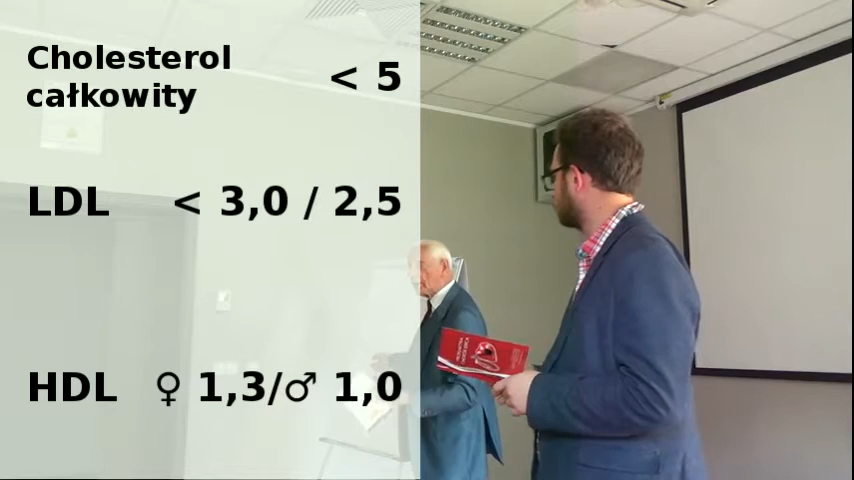 Cholesterol
całkowity < 5
LDL < 3,0 / 2,5
HDL ♀ 1,3/♂ 1,0